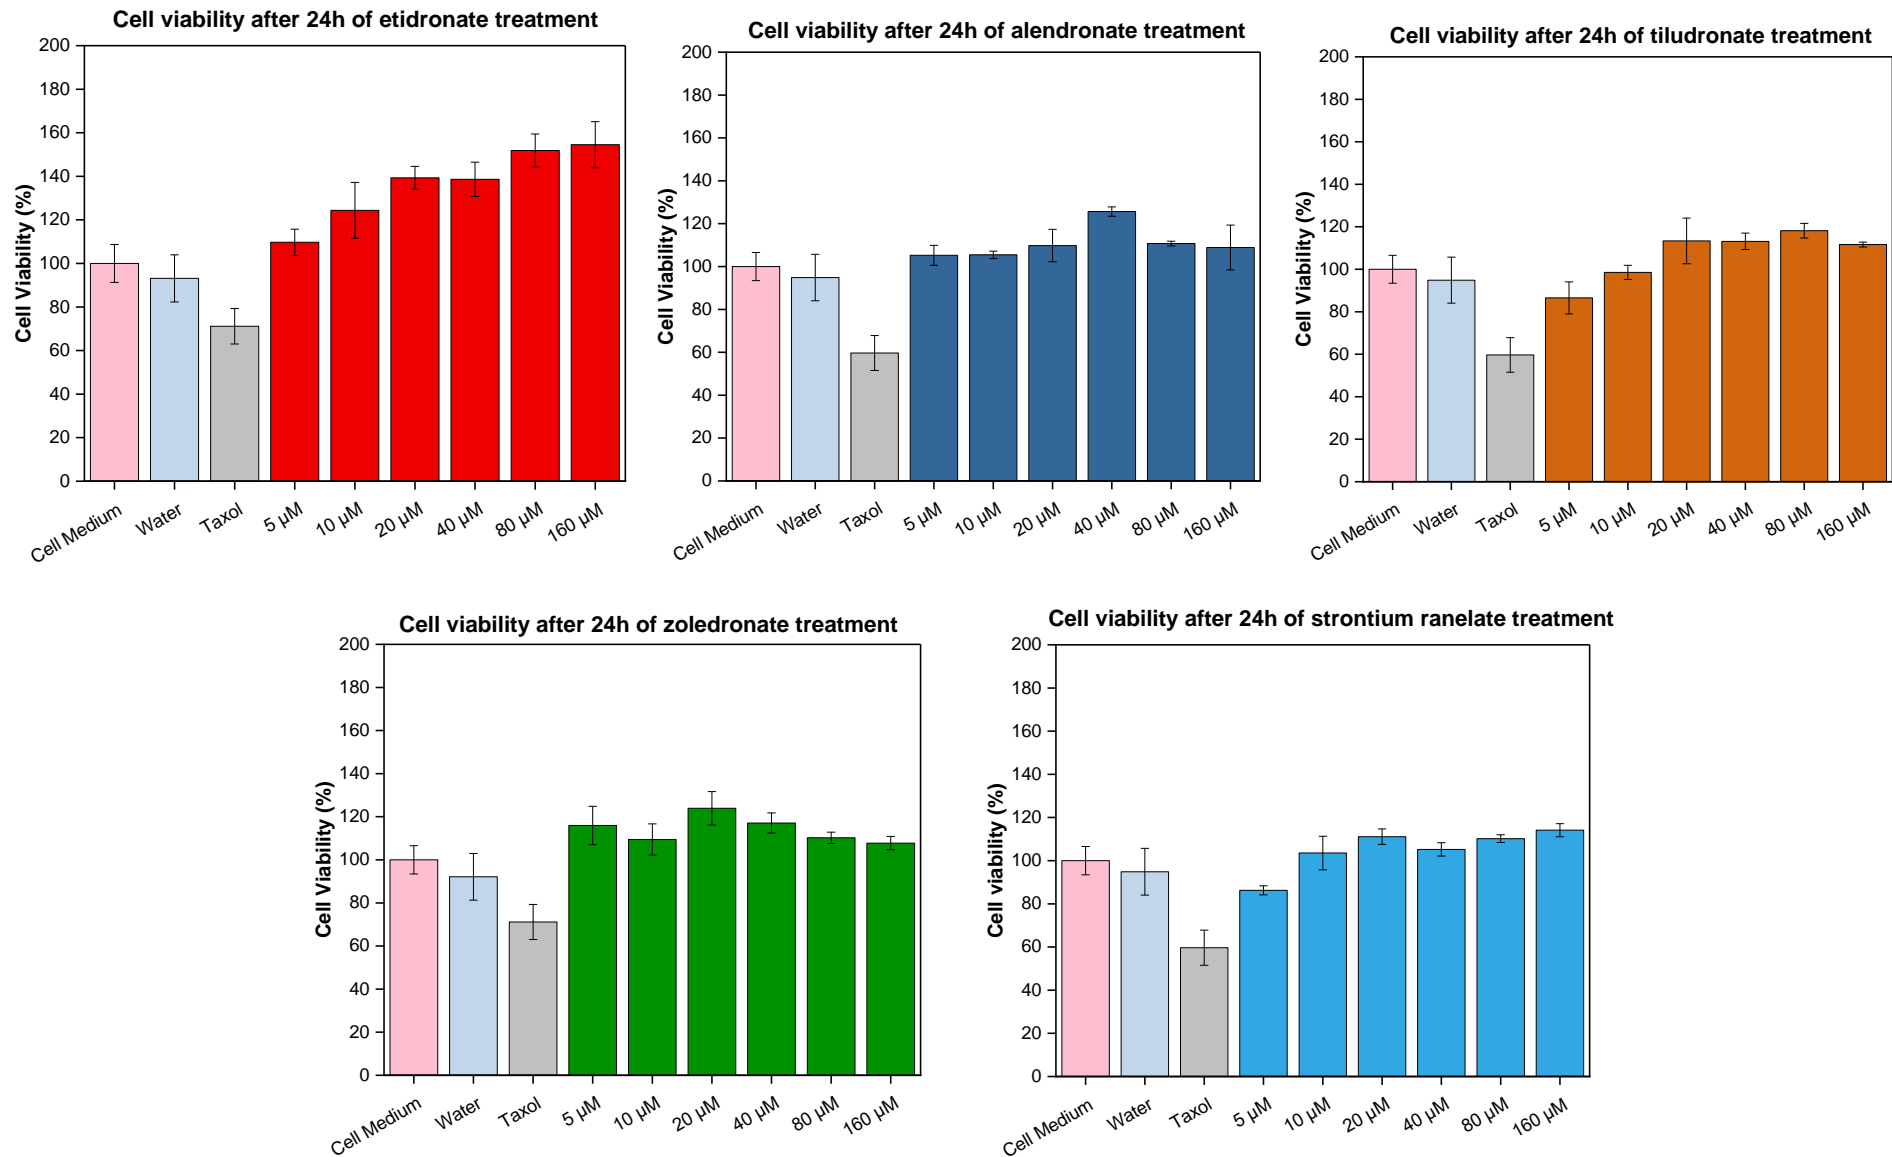 Cell viability after 24h of etidronate treatment
Cell Viability (%)
200
180
160
140
120
100
80
60
40
20
0
Cell Medium
Water
Taxol
5 µM
10 µM
20 µM
40 µM
80 µM
160 µM
Cell viability after 24h of alendronate treatment
Cell Viability (%)
200
180
160
140
120
100
80
60
40
20
0
Cell Medium
Water
Taxol
5 µM
10 µM
20 µM
40 µM
80 µM
160 µM
Cell viability after 24h of tiludronate treatment
Cell Viability (%)
200
180
160
140
120
100
80
60
40
20
0
Cell Medium
Water
Taxol
5 µM
10 µM
20 µM
40 µM
80 µM
160 µM
Cell viability after 24h of zoledronate treatment
Cell Viability (%)
200
180
160
140
120
100
80
60
40
20
0
Cell Medium
Water
Taxol
5 µM
10 µM
20 µM
40 µM
80 µM
160 µM
Cell viability after 24h of strontium ranelate treatment
Cell viability (%)
200
180
160
140
120
100
80
60
40
20
0
Cell Medium
Water
Taxol
5 µM
10 µM
20 µM
40 µM
80 µM
160 µM